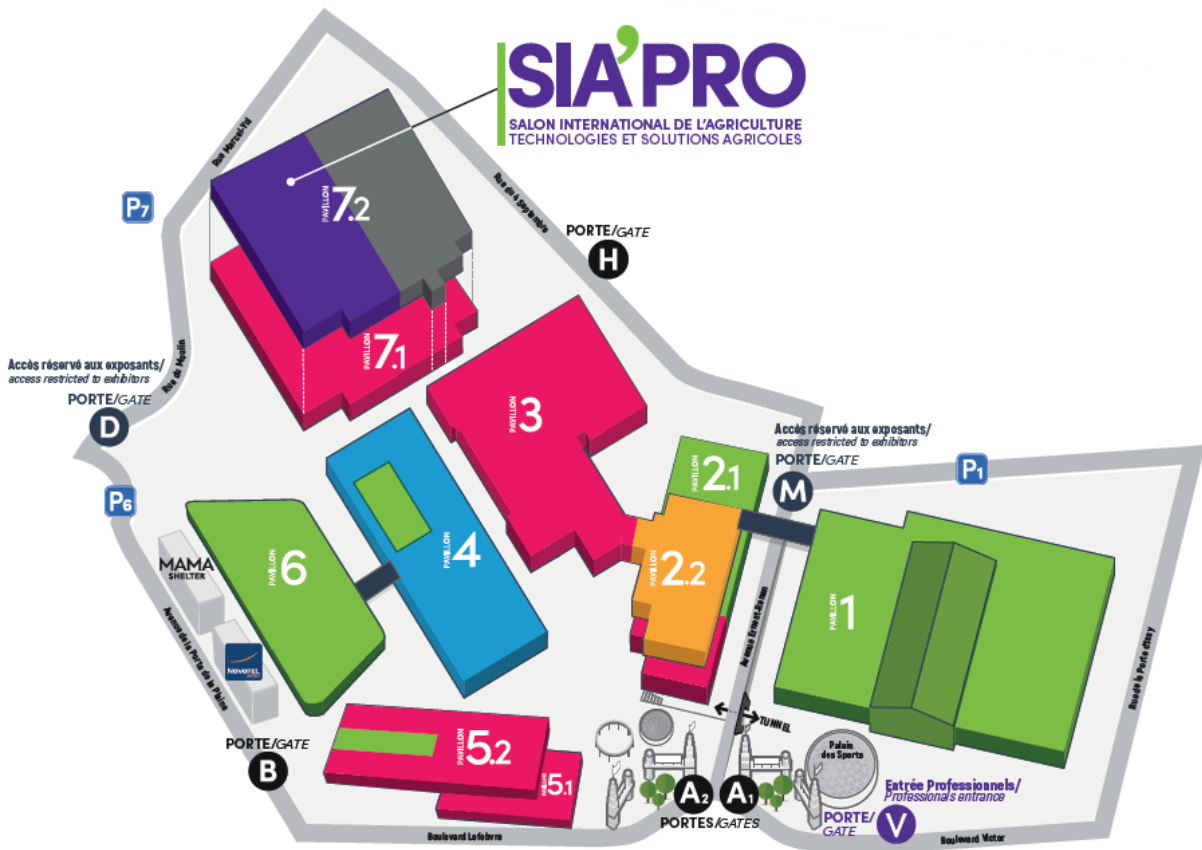 SIA'PRO
SALON INTERNATIONAL DE L'AGRICULTURE
TECHNOLOGIES ET SOLUTIONS AGRICOLES
Rue Marcel-Yol
Rue du 4 Septembre
P7
PAVILLON 7.2
PORTE/GATE
H
PAVILLON 7.1
Accès réservé aux exposants/
access restricted to exhibitors
PORTE/GATE
D
Rue du Moulin
PAVILLON 3
Accès réservé aux exposants/
access restricted to exhibitors
PORTE/GATE
M
P1
PAVILLON 2.1
P6
PAVILLON 4
PAVILLON 6
MAMA
SHELTER
PAVILLON 2.2
PAVILLON 1
Avenue Ernest-Renan
Rue de la Porte d'Issy
Avenue de la Porte de la Plaine
NOVOTEL
TUNNEL
PORTE/GATE
B
PAVILLON 5.2
PAVILLON 5.1
Palais
des Sports
A2
A1
PORTES/GATES
Entrée Professionnels/
Professionals entrance
PORTE/
GATE
V
Boulevard Lefebvre
Boulevard Victor